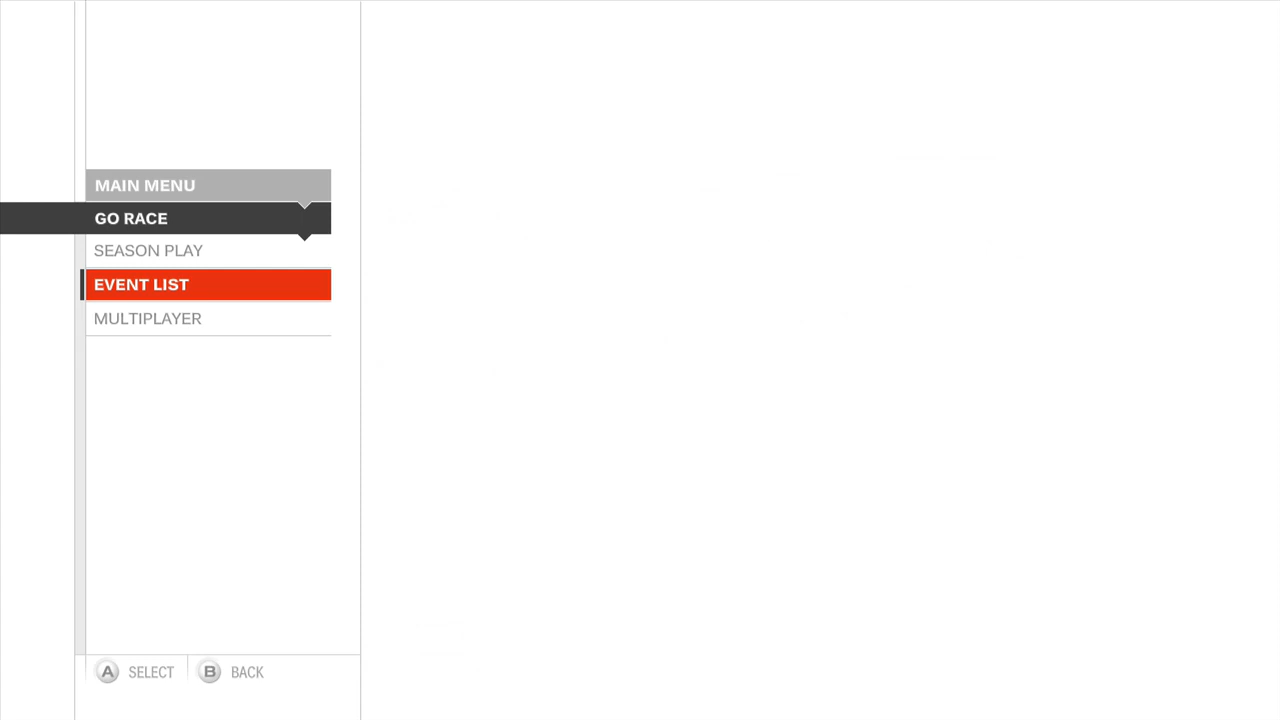 MAIN MENU
GO RACE
SEASON PLAY
EVENT LIST
MULTIPLAYER
A SELECT B BACK